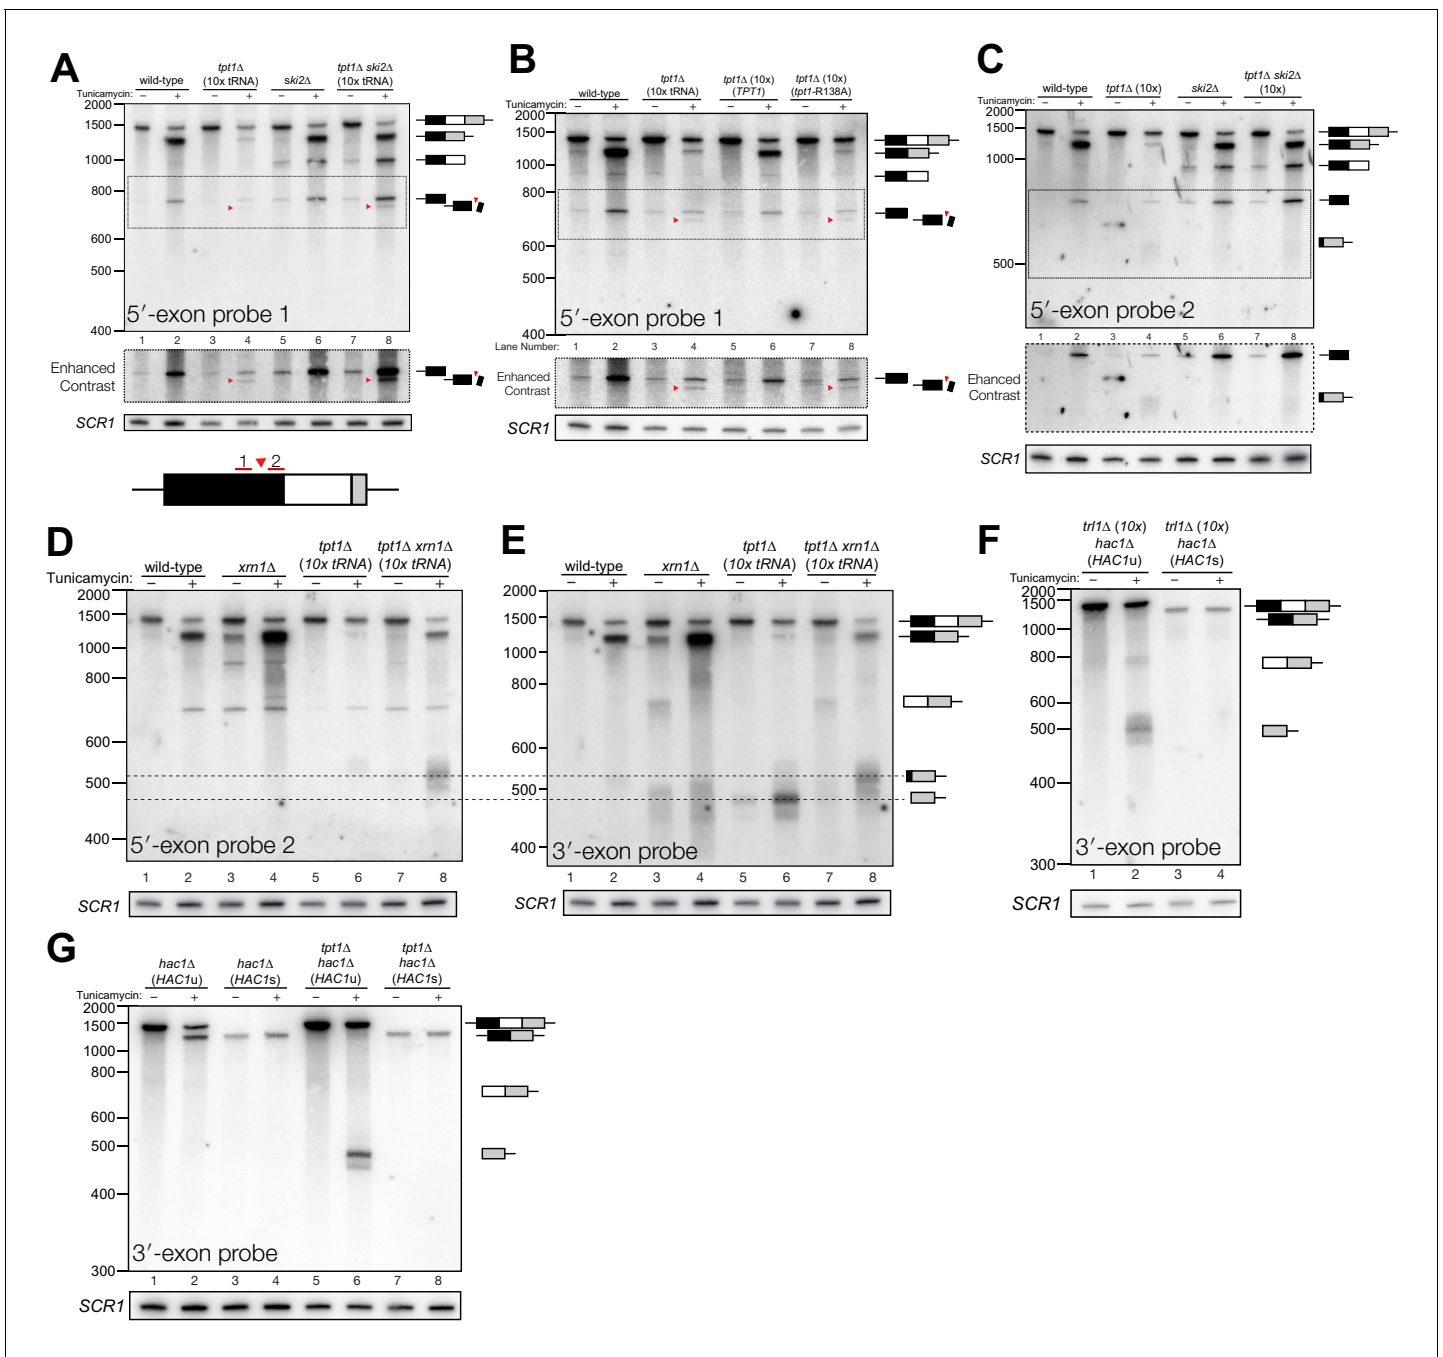 A
wild-type
tpt1Δ
(10x tRNA)
ski2Δ
tpt1Δ ski2Δ
(10x tRNA)
Tunicamycin: – + – + – + – +
2000
1500
1000
800
600
500
400
5′-exon probe 1
1 2 3 4 5 6 7 8
Enhanced
Contrast
SCR1
1 2
B
wild-type
tpt1Δ
(10x tRNA)
tpt1Δ (10x)
(TPT1)
tpt1Δ (10x)
(tpt1-R138A)
Tunicamycin: – + – + – + – +
2000
1500
1000
800
600
500
400
5′-exon probe 1
Lane Number: 1 2 3 4 5 6 7 8
Enhanced
Contrast
SCR1
C
wild-type
tpt1Δ (10x)
ski2Δ
tpt1Δ ski2Δ
(10x)
Tunicamycin: – + – + – + – +
2000
1500
1000
500
5′-exon probe 2
1 2 3 4 5 6 7 8
Ehanced
Contrast
SCR1
D
wild-type
xrn1Δ
tpt1Δ
(10x tRNA)
tpt1Δ xrn1Δ
(10x tRNA)
Tunicamycin: – + – + – + – +
2000
1500
1000
800
600
500
400
5′-exon probe 2
1 2 3 4 5 6 7 8
SCR1
E
wild-type
xrn1Δ
tpt1Δ
(10x tRNA)
tpt1Δ xrn1Δ
(10x tRNA)
– + – + – + – +
2000
1500
1000
800
600
500
400
3′-exon probe
1 2 3 4 5 6 7 8
SCR1
F
trl1Δ (10x)
hac1Δ
(HAC1u)
trl1Δ (10x)
hac1Δ
(HAC1s)
Tunicamycin: – + – +
2000
1500
1000
800
600
500
400
300
3′-exon probe
1 2 3 4
SCR1
G
hac1Δ
(HAC1u)
hac1Δ
(HAC1s)
tpt1Δ
hac1Δ
(HAC1u)
tpt1Δ
hac1Δ
(HAC1s)
Tunicamycin: – + – + – + – +
2000
1500
1000
800
600
500
400
300
3′-exon probe
1 2 3 4 5 6 7 8
SCR1